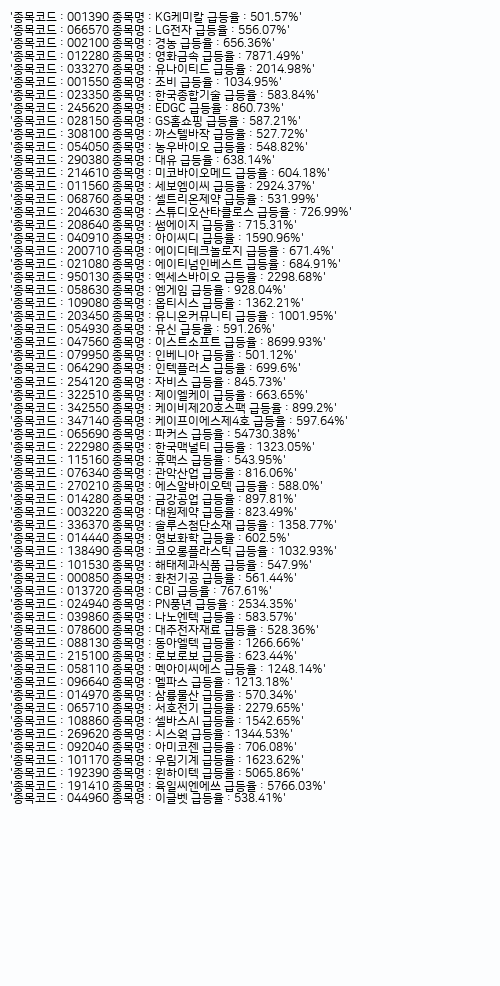 '종목코드 : 001390 종목명 : KG케미칼 급등율 : 501.57%'
'종목코드 : 066570 종목명 : LG전자 급등율 : 556.07%'
'종목코드 : 002100 종목명 : 경농 급등율 : 656.36%'
'종목코드 : 012280 종목명 : 영화금속 급등율 : 7871.49%'
'종목코드 : 033270 종목명 : 유나이티드 급등율 : 2014.98%'
'종목코드 : 001550 종목명 : 조비 급등율 : 1034.95%'
'종목코드 : 023350 종목명 : 한국종합기술 급등율 : 583.84%'
'종목코드 : 245620 종목명 : EDGC 급등율 : 860.73%'
'종목코드 : 028150 종목명 : GS홈쇼핑 급등율 : 587.21%'
'종목코드 : 308100 종목명 : 까스텔바작 급등율 : 527.72%'
'종목코드 : 054050 종목명 : 농우바이오 급등율 : 548.82%'
'종목코드 : 290380 종목명 : 대유 급등율 : 638.14%'
'종목코드 : 214610 종목명 : 미코바이오메드 급등율 : 604.18%'
'종목코드 : 011560 종목명 : 세보엠이씨 급등율 : 2924.37%'
'종목코드 : 068760 종목명 : 셀트리온제약 급등율 : 531.99%'
'종목코드 : 204630 종목명 : 스튜디오산타클로스 급등율 : 726.99%'
'종목코드 : 208640 종목명 : 썸에이지 급등율 : 715.31%'
'종목코드 : 040910 종목명 : 아이씨디 급등율 : 1590.96%'
'종목코드 : 200710 종목명 : 에이디테크놀로지 급등율 : 671.4%'
'종목코드 : 021080 종목명 : 에이티넘인베스트 급등율 : 684.91%'
'종목코드 : 950130 종목명 : 엑세스바이오 급등율 : 2298.68%'
'종목코드 : 058630 종목명 : 엠게임 급등율 : 928.04%'
'종목코드 : 109080 종목명 : 옵티시스 급등율 : 1362.21%'
'종목코드 : 203450 종목명 : 유니온커뮤니티 급등율 : 1001.95%'
'종목코드 : 054930 종목명 : 유신 급등율 : 591.26%'
'종목코드 : 047560 종목명 : 이스트소프트 급등율 : 8699.93%'
'종목코드 : 079950 종목명 : 인베니아 급등율 : 501.12%'
'종목코드 : 064290 종목명 : 인텍플러스 급등율 : 699.6%'
'종목코드 : 254120 종목명 : 자비스 급등율 : 845.73%'
'종목코드 : 322510 종목명 : 제이엘케이 급등율 : 663.65%'
'종목코드 : 342550 종목명 : 케이비제20호스팩 급등율 : 899.2%'
'종목코드 : 347140 종목명 : 케이프이에스제4호 급등율 : 597.64%'
'종목코드 : 065690 종목명 : 파커스 급등율 : 54730.38%'
'종목코드 : 222980 종목명 : 한국맥널티 급등율 : 1323.05%'
'종목코드 : 115160 종목명 : 휴맥스 급등율 : 543.95%'
'종목코드 : 076340 종목명 : 관악산업 급등율 : 816.06%'
'종목코드 : 270210 종목명 : 에스알바이오텍 급등율 : 588.0%'
'종목코드 : 014280 종목명 : 금강공업 급등율 : 897.81%'
'종목코드 : 003220 종목명 : 대원제약 급등율 : 823.49%'
'종목코드 : 336370 종목명 : 솔루스첨단소재 급등율 : 1358.77%'
'종목코드 : 014440 종목명 : 영보화학 급등율 : 602.5%'
'종목코드 : 138490 종목명 : 코오롱플라스틱 급등율 : 1032.93%'
'종목코드 : 101530 종목명 : 해태제과식품 급등율 : 547.9%'
'종목코드 : 000850 종목명 : 화천기공 급등율 : 561.44%'
'종목코드 : 013720 종목명 : CBI 급등율 : 767.61%'
'종목코드 : 024940 종목명 : PN풍년 급등율 : 2534.35%'
'종목코드 : 039860 종목명 : 나노엔텍 급등율 : 583.57%'
'종목코드 : 078600 종목명 : 대주전자재료 급등율 : 528.36%'
'종목코드 : 088130 종목명 : 동아엘텍 급등율 : 1266.66%'
'종목코드 : 215100 종목명 : 로보로보 급등율 : 623.44%'
'종목코드 : 058110 종목명 : 멕아이씨에스 급등율 : 1248.14%'
'종목코드 : 096640 종목명 : 멜파스 급등율 : 1213.18%'
'종목코드 : 014970 종목명 : 삼륭물산 급등율 : 570.34%'
'종목코드 : 065710 종목명 : 서호전기 급등율 : 2279.65%'
'종목코드 : 108860 종목명 : 셀바스AI 급등율 : 1542.65%'
'종목코드 : 269620 종목명 : 시스웍 급등율 : 1344.53%'
'종목코드 : 092040 종목명 : 아미코젠 급등율 : 706.08%'
'종목코드 : 101170 종목명 : 우림기계 급등율 : 1623.62%'
'종목코드 : 192390 종목명 : 윈하이텍 급등율 : 5065.86%'
'종목코드 : 191410 종목명 : 육일씨엔에쓰 급등율 : 5766.03%'
'종목코드 : 044960 종목명 : 이글벳 급등율 : 538.41%'